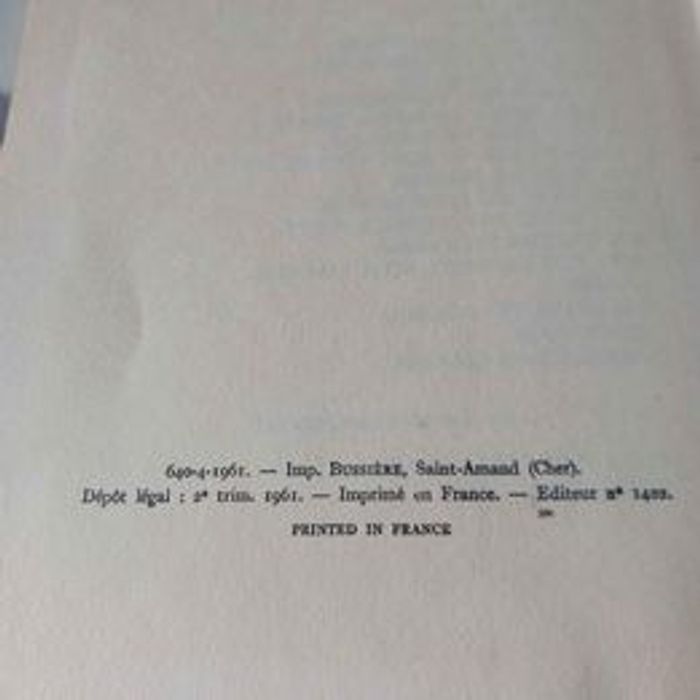 640-4-1961. — Imp. BUSSIÈRE, Saint-Amand (Cher).
Dépôt légal : 2e trim. 1961. — Imprimé en France. — Editeur n°
PRINTED IN FRANCE